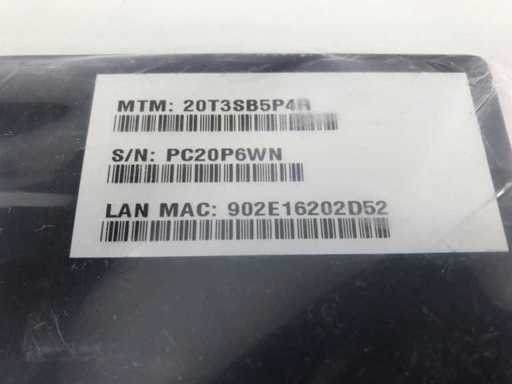 MTM: 20T3SB5P4R
S/N: PC20P6WN
LAN MAC: 902E16202D52